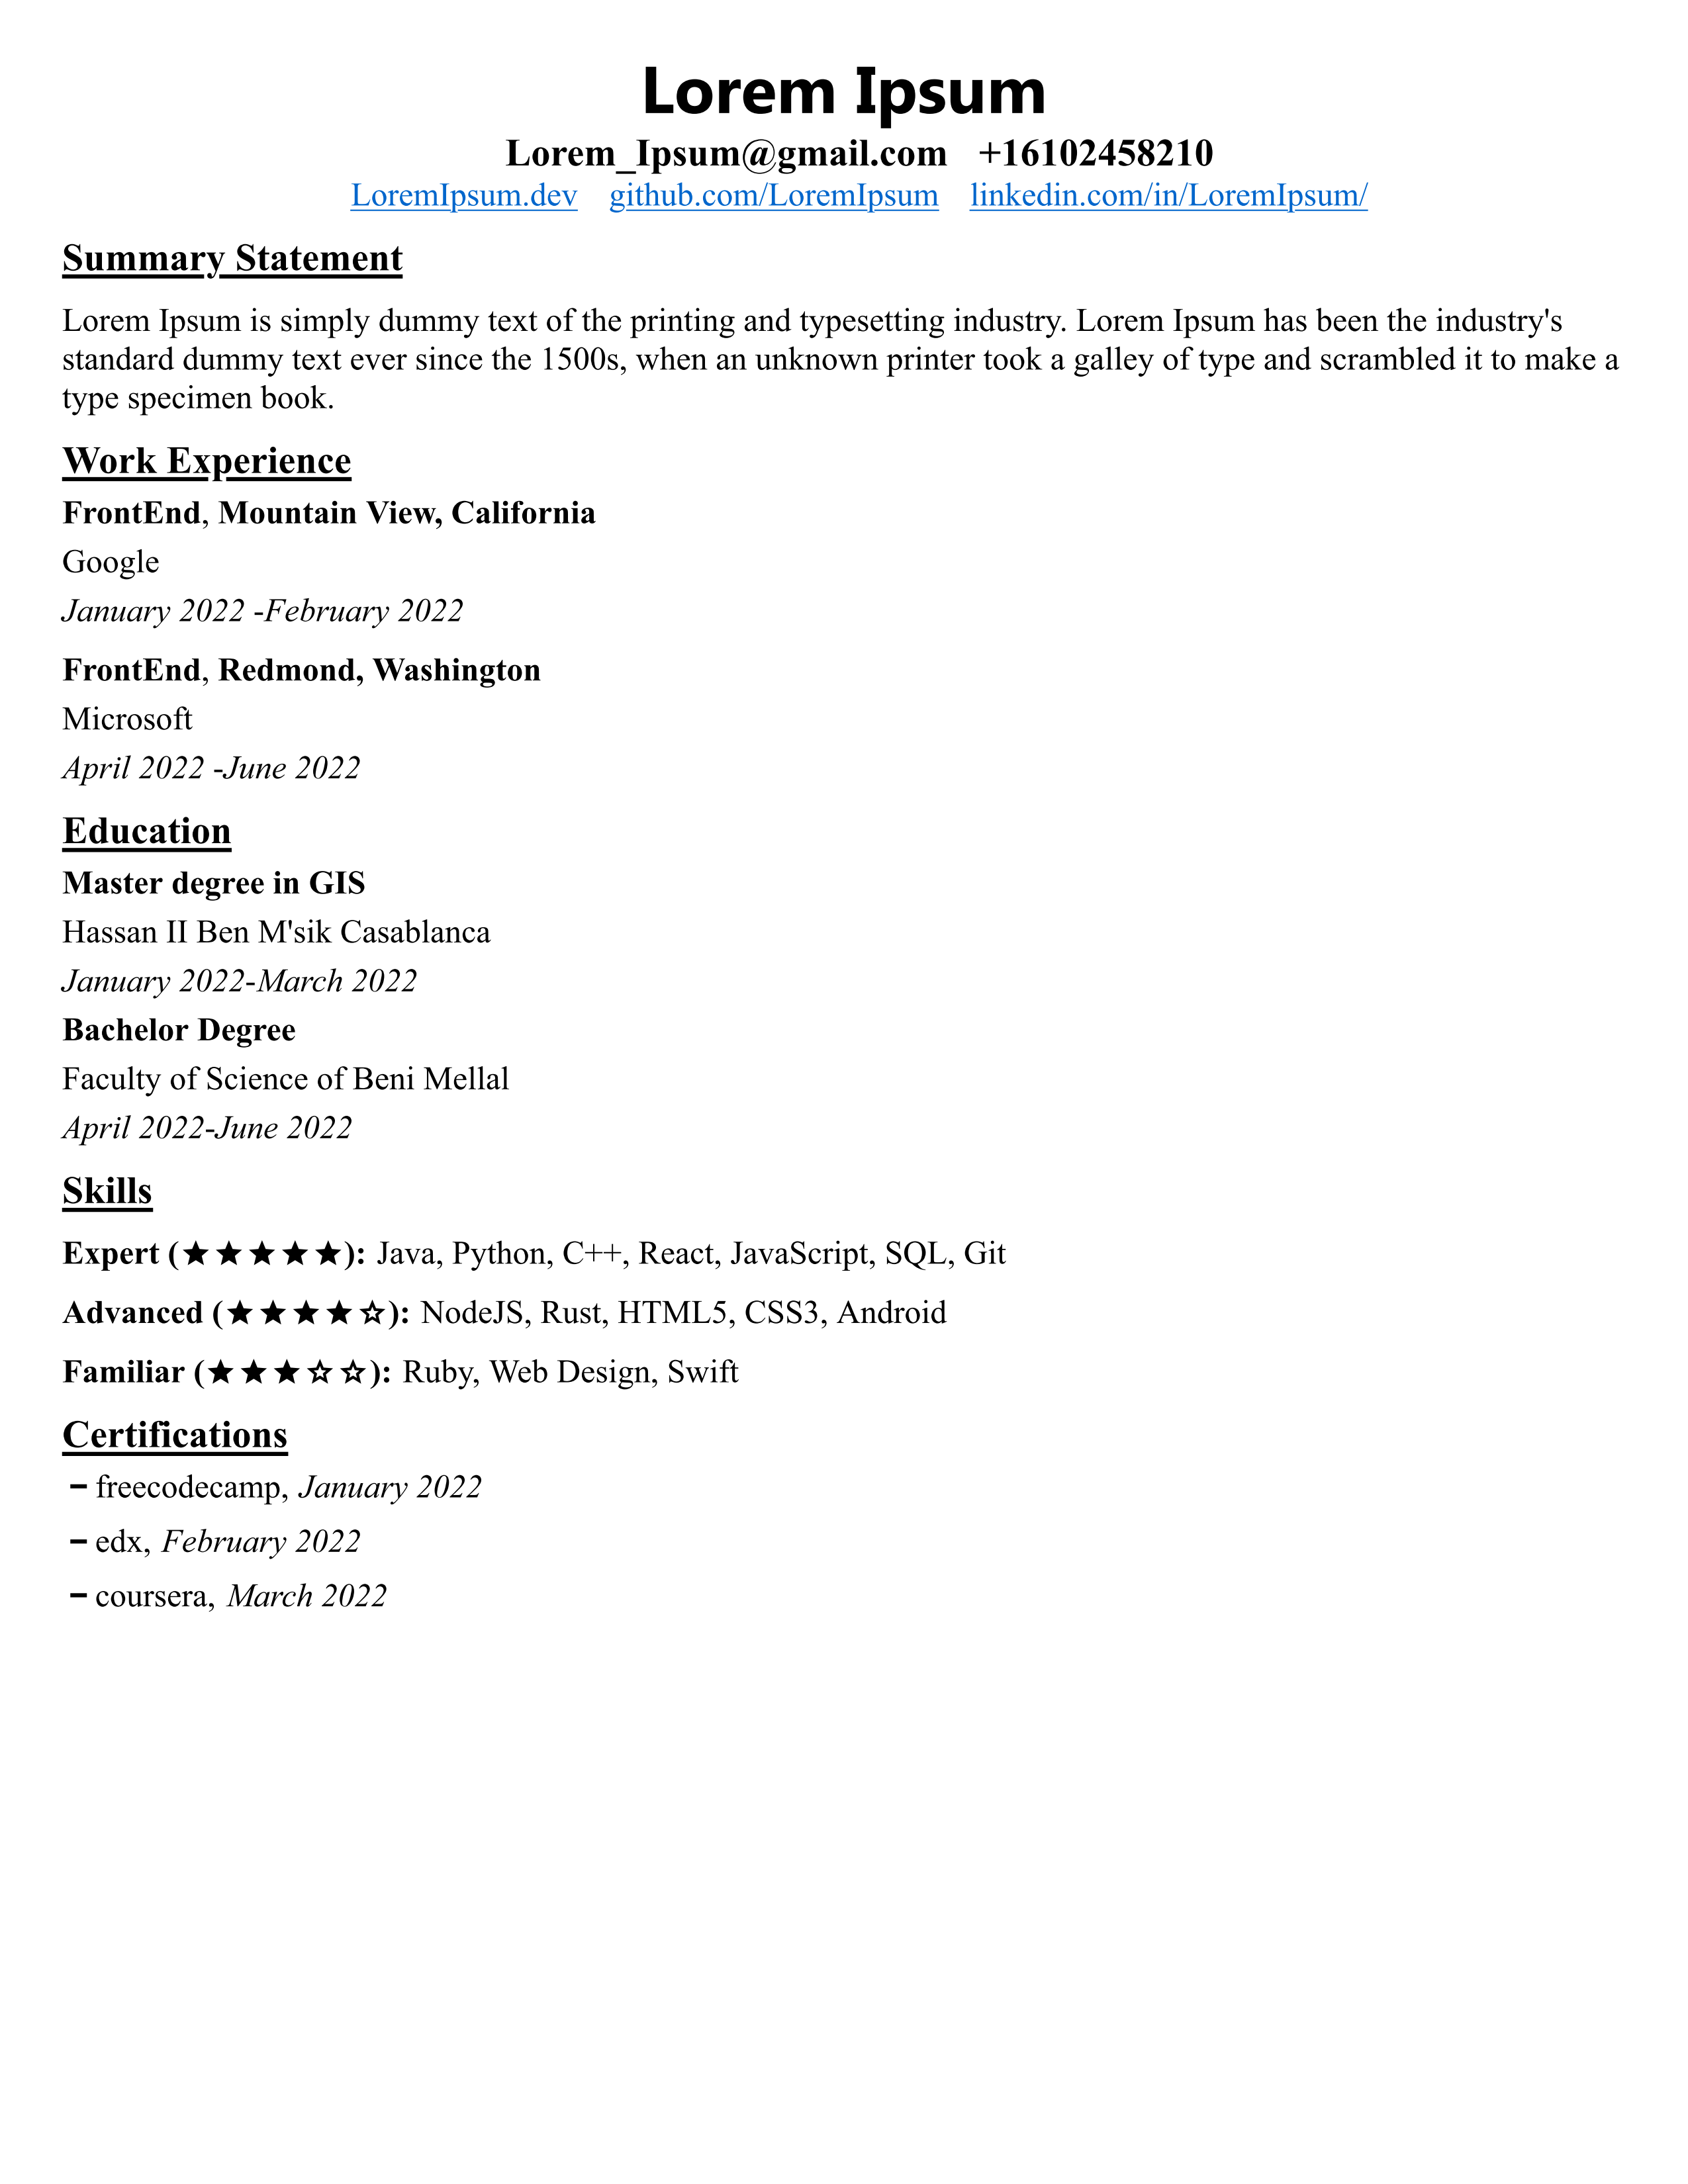 Lorem Ipsum
Lorem_Ipsum@gmail.com +16102458210
LoremIpsum.dev github.com/LoremIpsum linkedin.com/in/LoremIpsum/
Summary Statement
Lorem Ipsum is simply dummy text of the printing and typesetting industry. Lorem Ipsum has been the industry's
standard dummy text ever since the 1500s, when an unknown printer took a galley of type and scrambled it to make a
type specimen book.
Work Experience
FrontEnd, Mountain View, California
Google
January 2022 -February 2022
FrontEnd, Redmond, Washington
Microsoft
April 2022 -June 2022
Education
Master degree in GIS
Hassan II Ben M'sik Casablanca
January 2022-March 2022
Bachelor Degree
Faculty of Science of Beni Mellal
April 2022-June 2022
Skills
Expert (★★★★★): Java, Python, C++, React, JavaScript, SQL, Git
Advanced (★★★★☆): NodeJS, Rust, HTML5, CSS3, Android
Familiar (★★★☆☆): Ruby, Web Design, Swift
Certifications
– freecodecamp, January 2022
– edx, February 2022
– coursera, March 2022